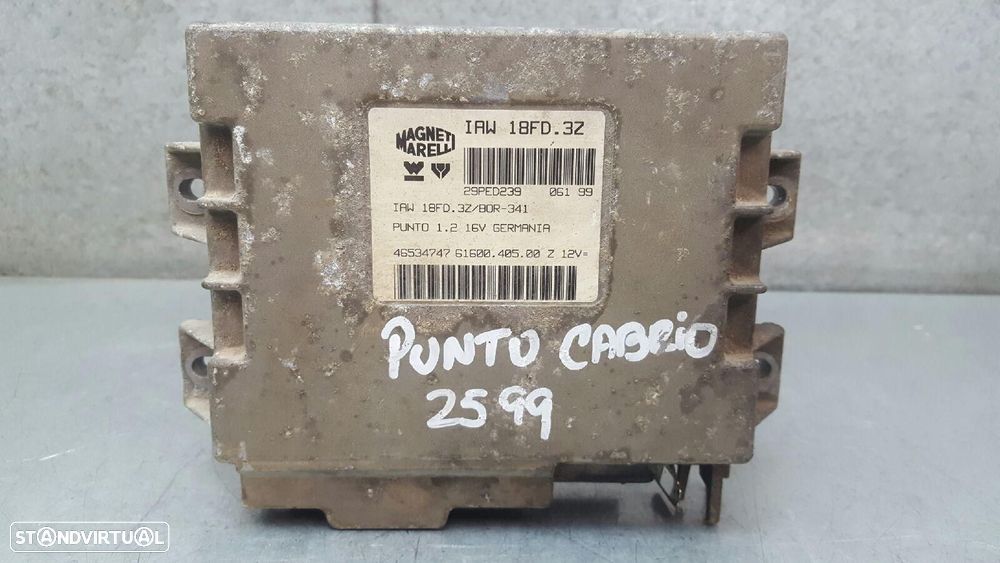 MAGNETI
MARELLI
IAW 18FD.3Z
29PED239 061 99
IAW 18FD.3Z/BOR-341
PUNTO 1.2 16V GERMANIA
46534747 61600.405.00 Z 12V=
PUNTO CABRIO
2599
STANDVIRTUAL